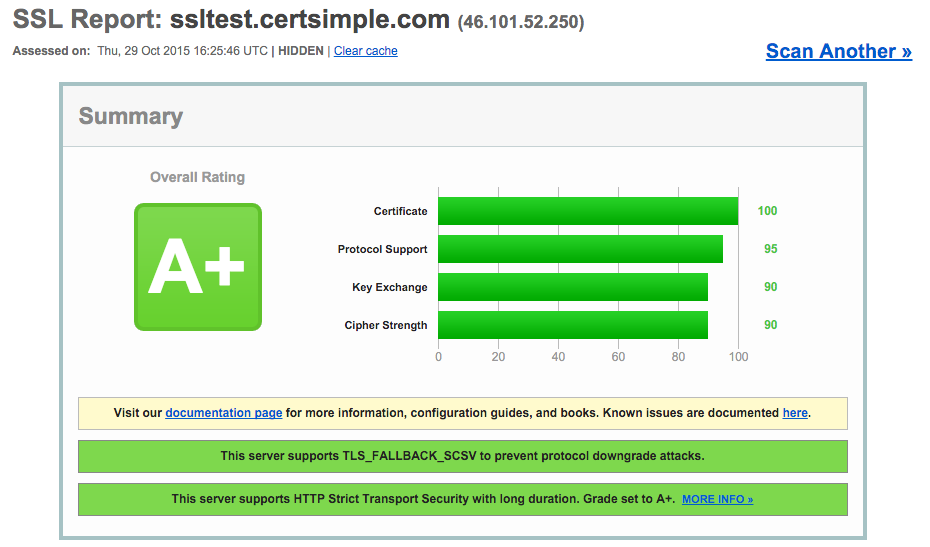 SSL Report: ssltest.certsimple.com (46.101.52.250)
Assessed on: Thu, 29 Oct 2015 16:25:46 UTC | HIDDEN | Clear cache
Scan Another »
Summary
Overall Rating
A+
Certificate 100
Protocol Support 95
Key Exchange 90
Cipher Strength 90
0 20 40 60 80 100
Visit our documentation page for more information, configuration guides, and books. Known issues are documented here.
This server supports TLS_FALLBACK_SCSV to prevent protocol downgrade attacks.
This server supports HTTP Strict Transport Security with long duration. Grade set to A+. MORE INFO »